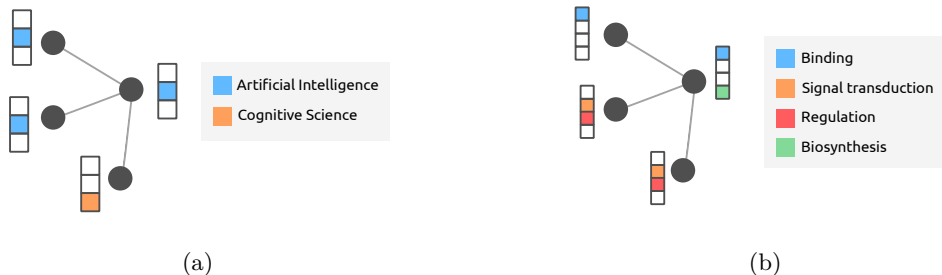 Artificial Intelligence
Cognitive Science
(a)
Binding
Signal transduction
Regulation
Biosynthesis
(b)